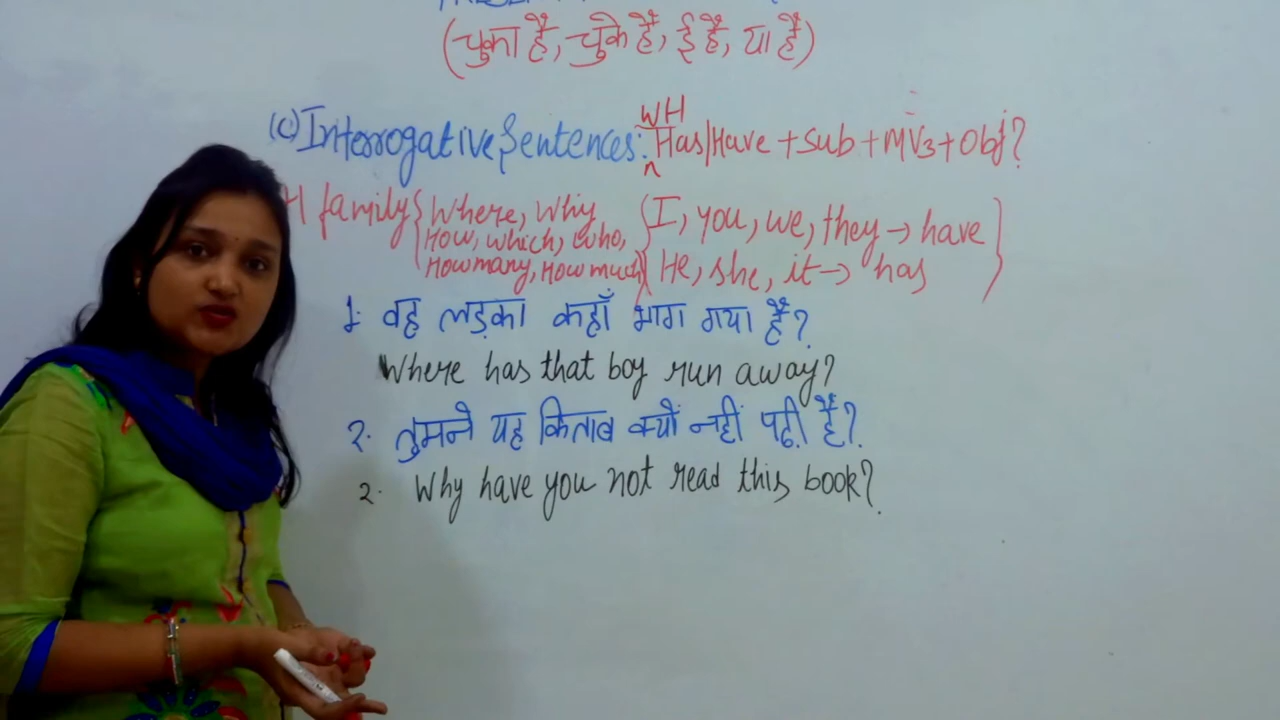 (चुका है, चुके हैं, ई है, या है)
WH
(C) Interrogative Sentences: Has/Have + Sub + MV3 + Obj?
H family { Where, Why
How, which, who,
How many, How much
{ I, you, we, they → have }
He, she, it → has
1. वह लड़का कहाँ भाग गया है?
Where has that boy run away?
2. तुमने यह किताब क्यों नहीं पढ़ी है?
2. Why have you not read this book?